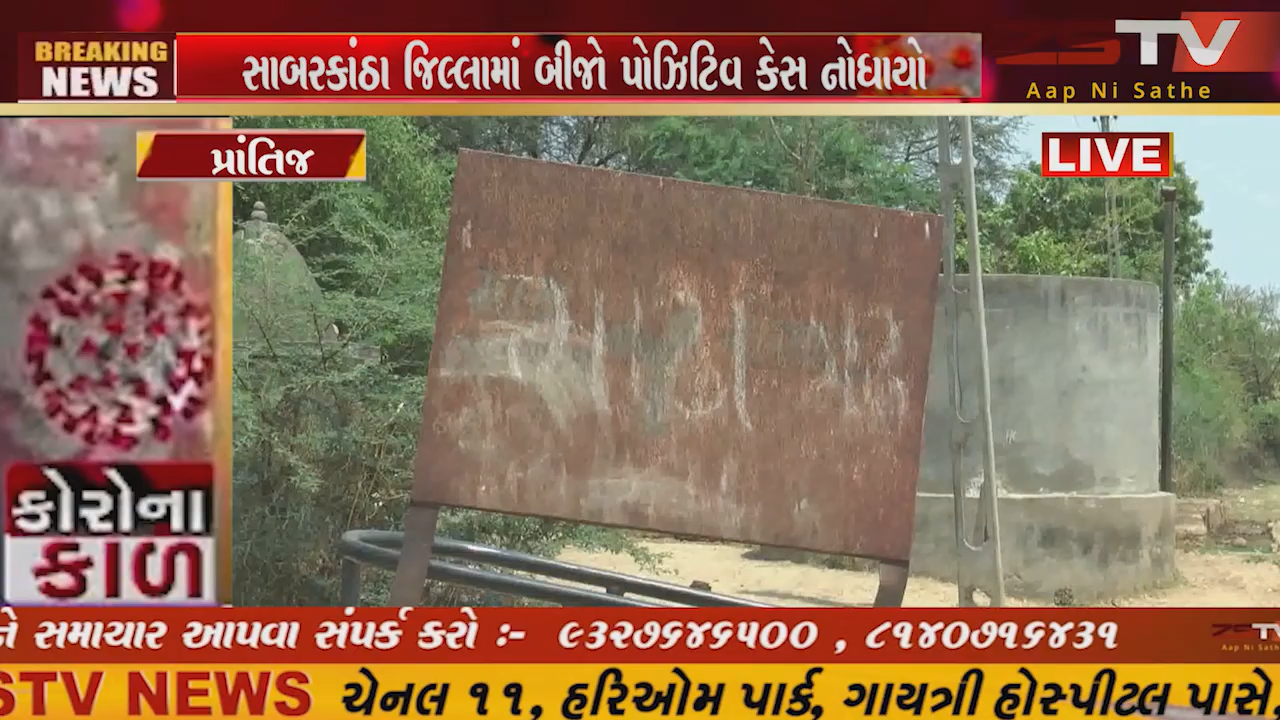 BREAKING NEWS
સાબરકાંઠા જિલ્લામાં બીજો પોઝિટિવ કેસ નોંધાયો
STV
Aap Ni Sathe
પ્રાંતિજ
LIVE
કોરોના
કાળ
ને સમાચાર આપવા સંપર્ક કરો :- ૯૩૨૭૬૪૬૫૦૦ , ૮૧૪૦૭૧૬૪૩૧
STV NEWS ચેનલ ૧૧, હરિઓમ પાર્ક, ગાયત્રી હોસ્પીટલ પાસે.